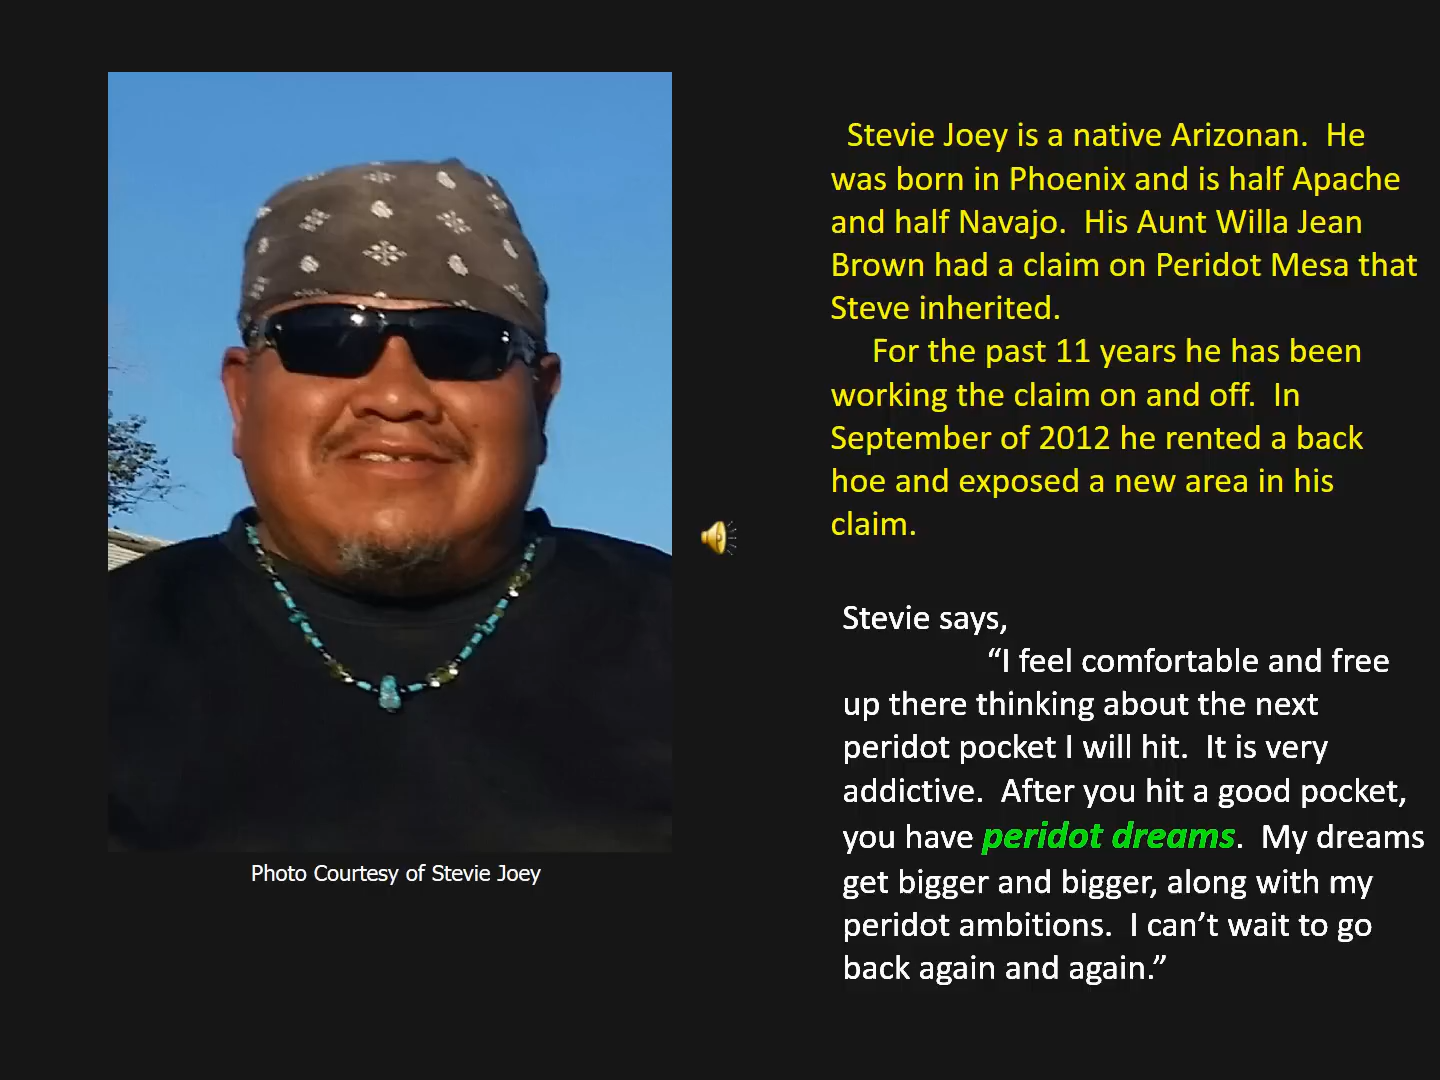 Stevie Joey is a native Arizonan.  He
was born in Phoenix and is half Apache
and half Navajo.  His Aunt Willa Jean
Brown had a claim on Peridot Mesa that
Steve inherited.
For the past 11 years he has been
working the claim on and off.  In
September of 2012 he rented a back
hoe and exposed a new area in his
claim.
Stevie says,
“I feel comfortable and free
up there thinking about the next
peridot pocket I will hit.  It is very
addictive.  After you hit a good pocket,
you have peridot dreams.  My dreams
get bigger and bigger, along with my
peridot ambitions.  I can’t wait to go
back again and again.”
Photo Courtesy of Stevie Joey